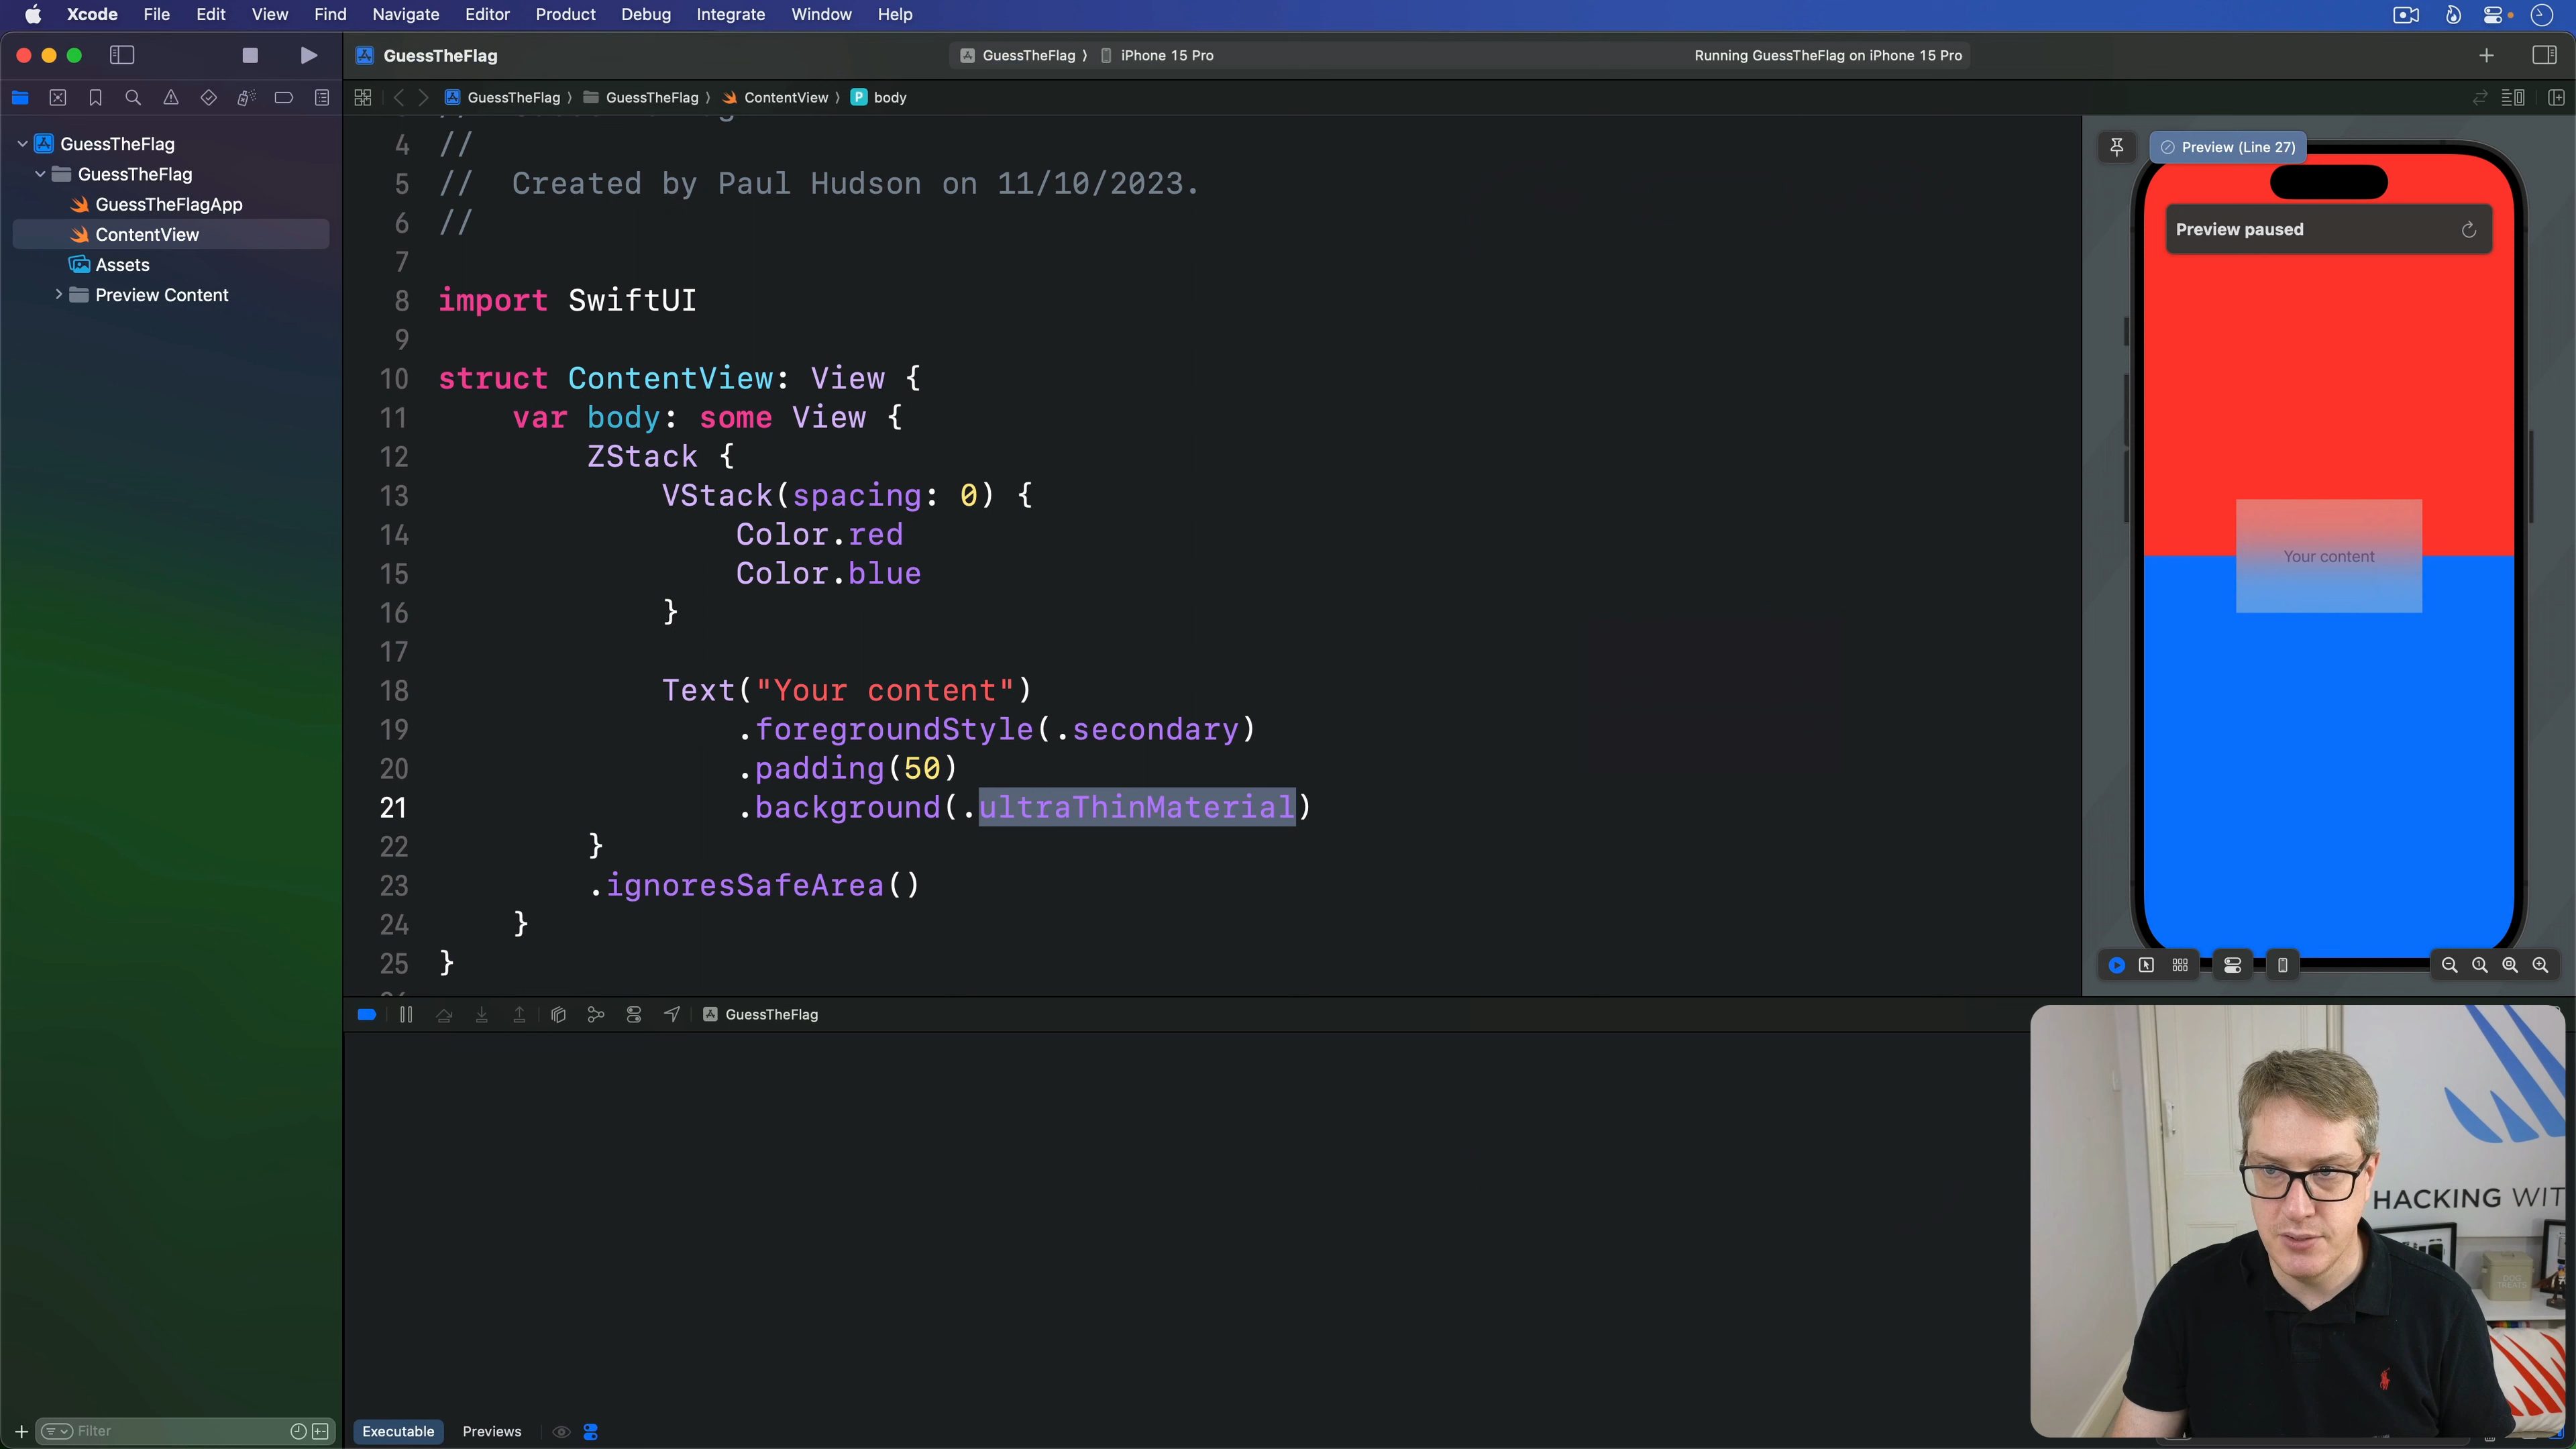 Xcode File Edit View Find Navigate Editor Product Debug Integrate Window Help
GuessTheFlag
GuessTheFlag ⟩ iPhone 15 Pro
Running GuessTheFlag on iPhone 15 Pro
GuessTheFlag ⟩ GuessTheFlag ⟩ ContentView ⟩ P body
GuessTheFlag
GuessTheFlag
GuessTheFlagApp
ContentView
Assets
Preview Content
4 //
5 //  Created by Paul Hudson on 11/10/2023.
6 //
7
8 import SwiftUI
9
10 struct ContentView: View {
11     var body: some View {
12         ZStack {
13             VStack(spacing: 0) {
14                 Color.red
15                 Color.blue
16             }
17
18             Text("Your content")
19                 .foregroundStyle(.secondary)
20                 .padding(50)
21                 .background(.ultraThinMaterial)
22         }
23         .ignoresSafeArea()
24     }
25 }
Preview (Line 27)
Preview paused
Your content
GuessTheFlag
HACKING WIT
Filter
Executable Previews